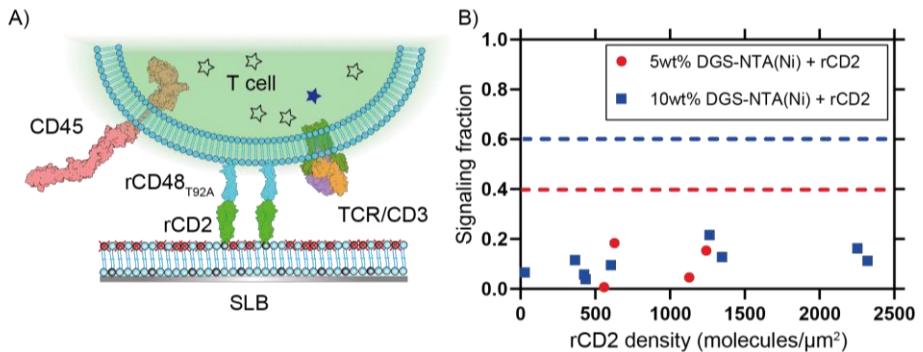 A)
T cell
CD45
rCD48T92A
rCD2
TCR/CD3
SLB
B)
Signaling fraction
1.0
0.8
0.6
0.4
0.2
0.0
5wt% DGS-NTA(Ni) + rCD2
10wt% DGS-NTA(Ni) + rCD2
0 500 1000 1500 2000 2500
rCD2 density (molecules/µm²)